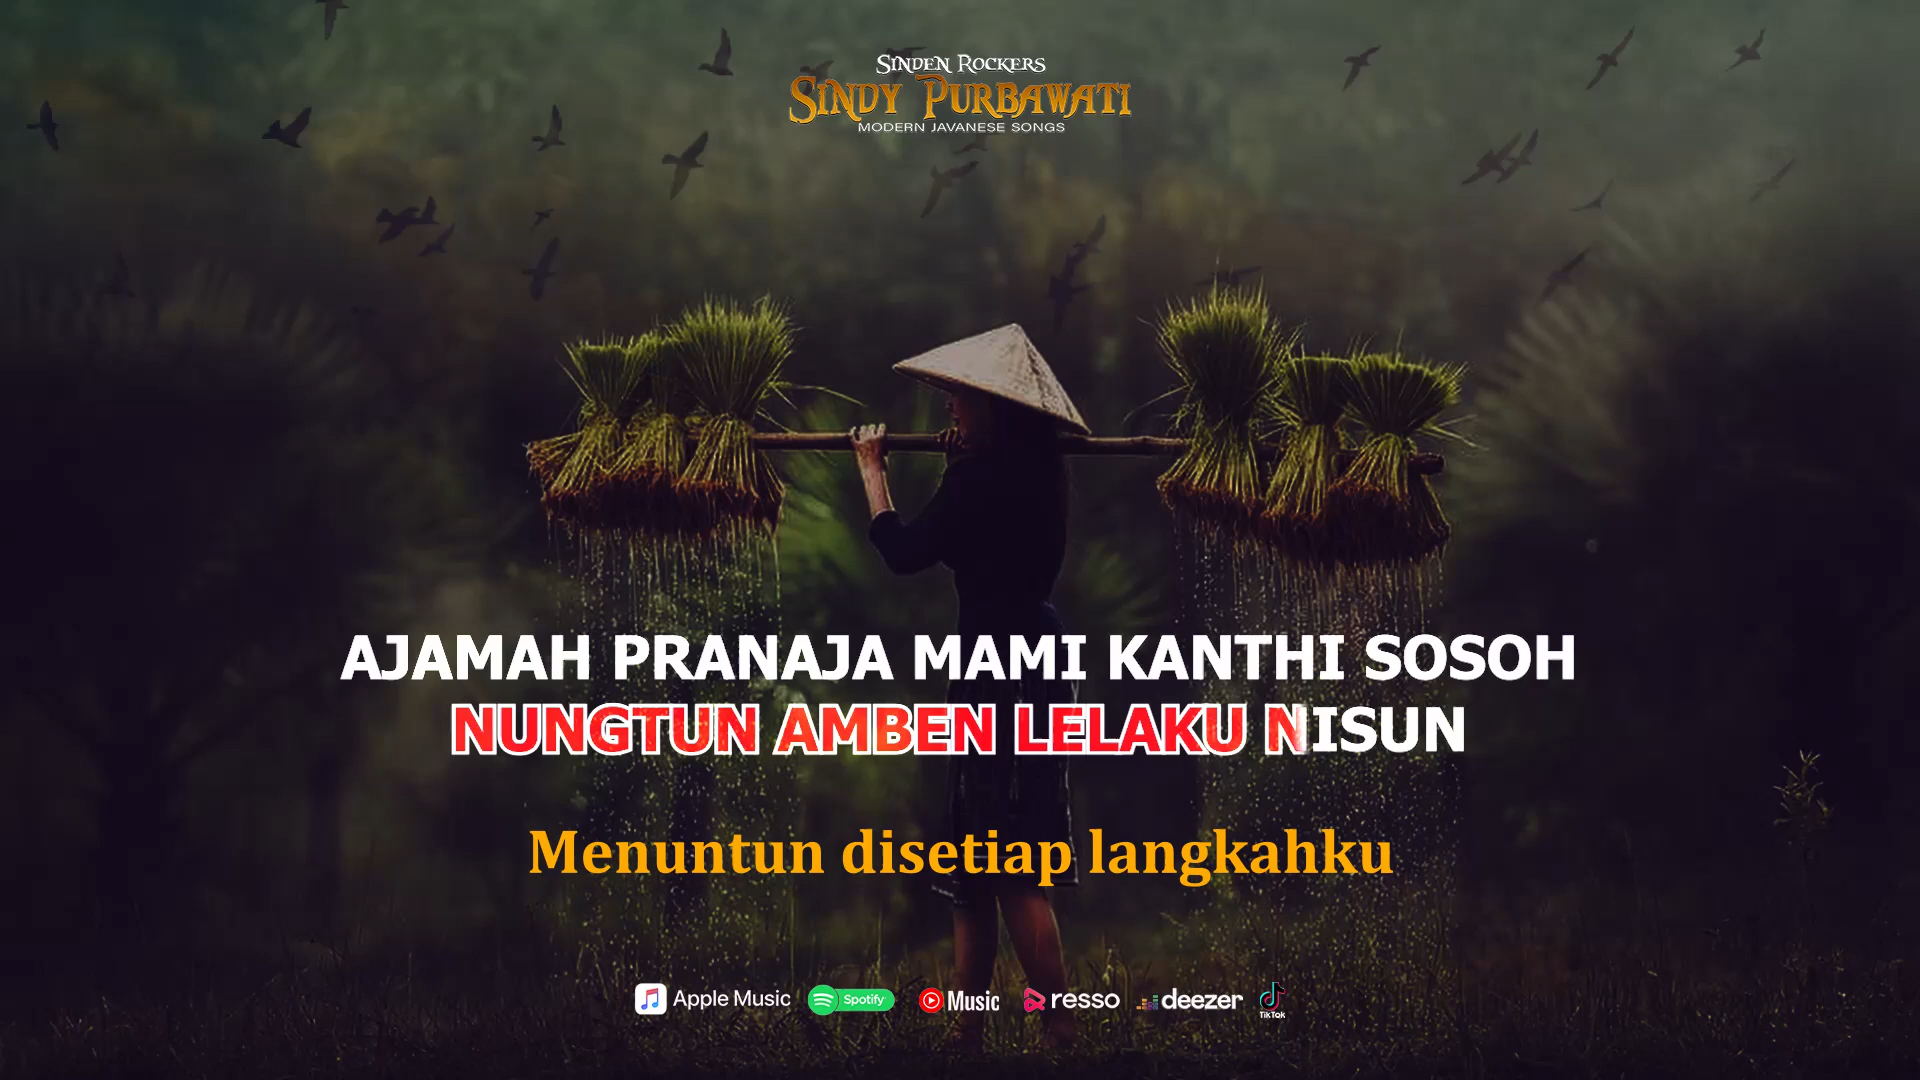 SINDEN ROCKERS
SINDY PURBAWATI
MODERN JAVANESE SONGS
AJAMAH PRANAJA MAMI KANTHI SOSOH
NUNGTUN AMBEN LELAKU NISUN
Menuntun disetiap langkahku
Apple Music Spotify Music resso deezer TikTok